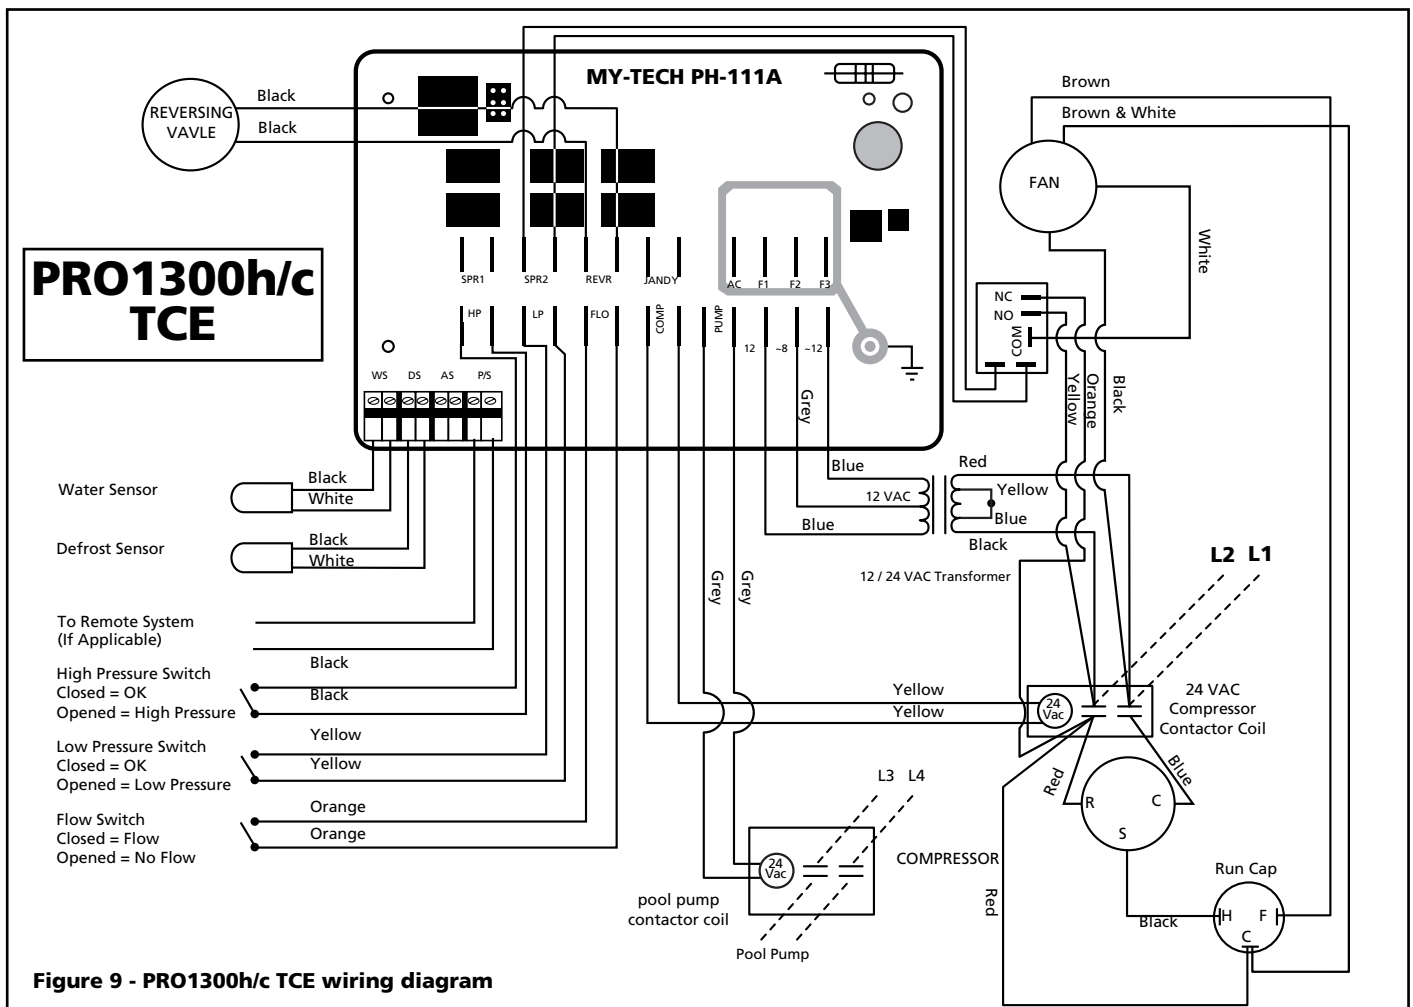 MY-TECH PH-111A
REVERSING
VAVLE
Black
Black
Brown
Brown & White
FAN
White
PRO1300h/c
TCE
SPR1
SPR2
REVR
JANDY
AC
F1
F2
F3
HP
LP
FLO
COMP
PUMP
12
~8
~12
NC
NO
COM
WS
DS
AS
P/S
Grey
Yellow
Orange
Black
Water Sensor
Black
White
Defrost Sensor
Black
White
Blue
12 VAC
Blue
Red
Yellow
Blue
Black
12 / 24 VAC Transformer
L2 L1
Grey
Grey
To Remote System
(If Applicable)
Black
High Pressure Switch
Closed = OK
Opened = High Pressure
Black
Low Pressure Switch
Closed = OK
Opened = Low Pressure
Yellow
Yellow
Flow Switch
Closed = Flow
Opened = No Flow
Orange
Orange
Yellow
Yellow
24
Vac
24 VAC
Compressor
Contactor Coil
Red
Blue
R
C
S
L3 L4
24
Vac
COMPRESSOR
pool pump
contactor coil
Pool Pump
Red
Black
Run Cap
H
F
C
Figure 9 - PRO1300h/c TCE wiring diagram